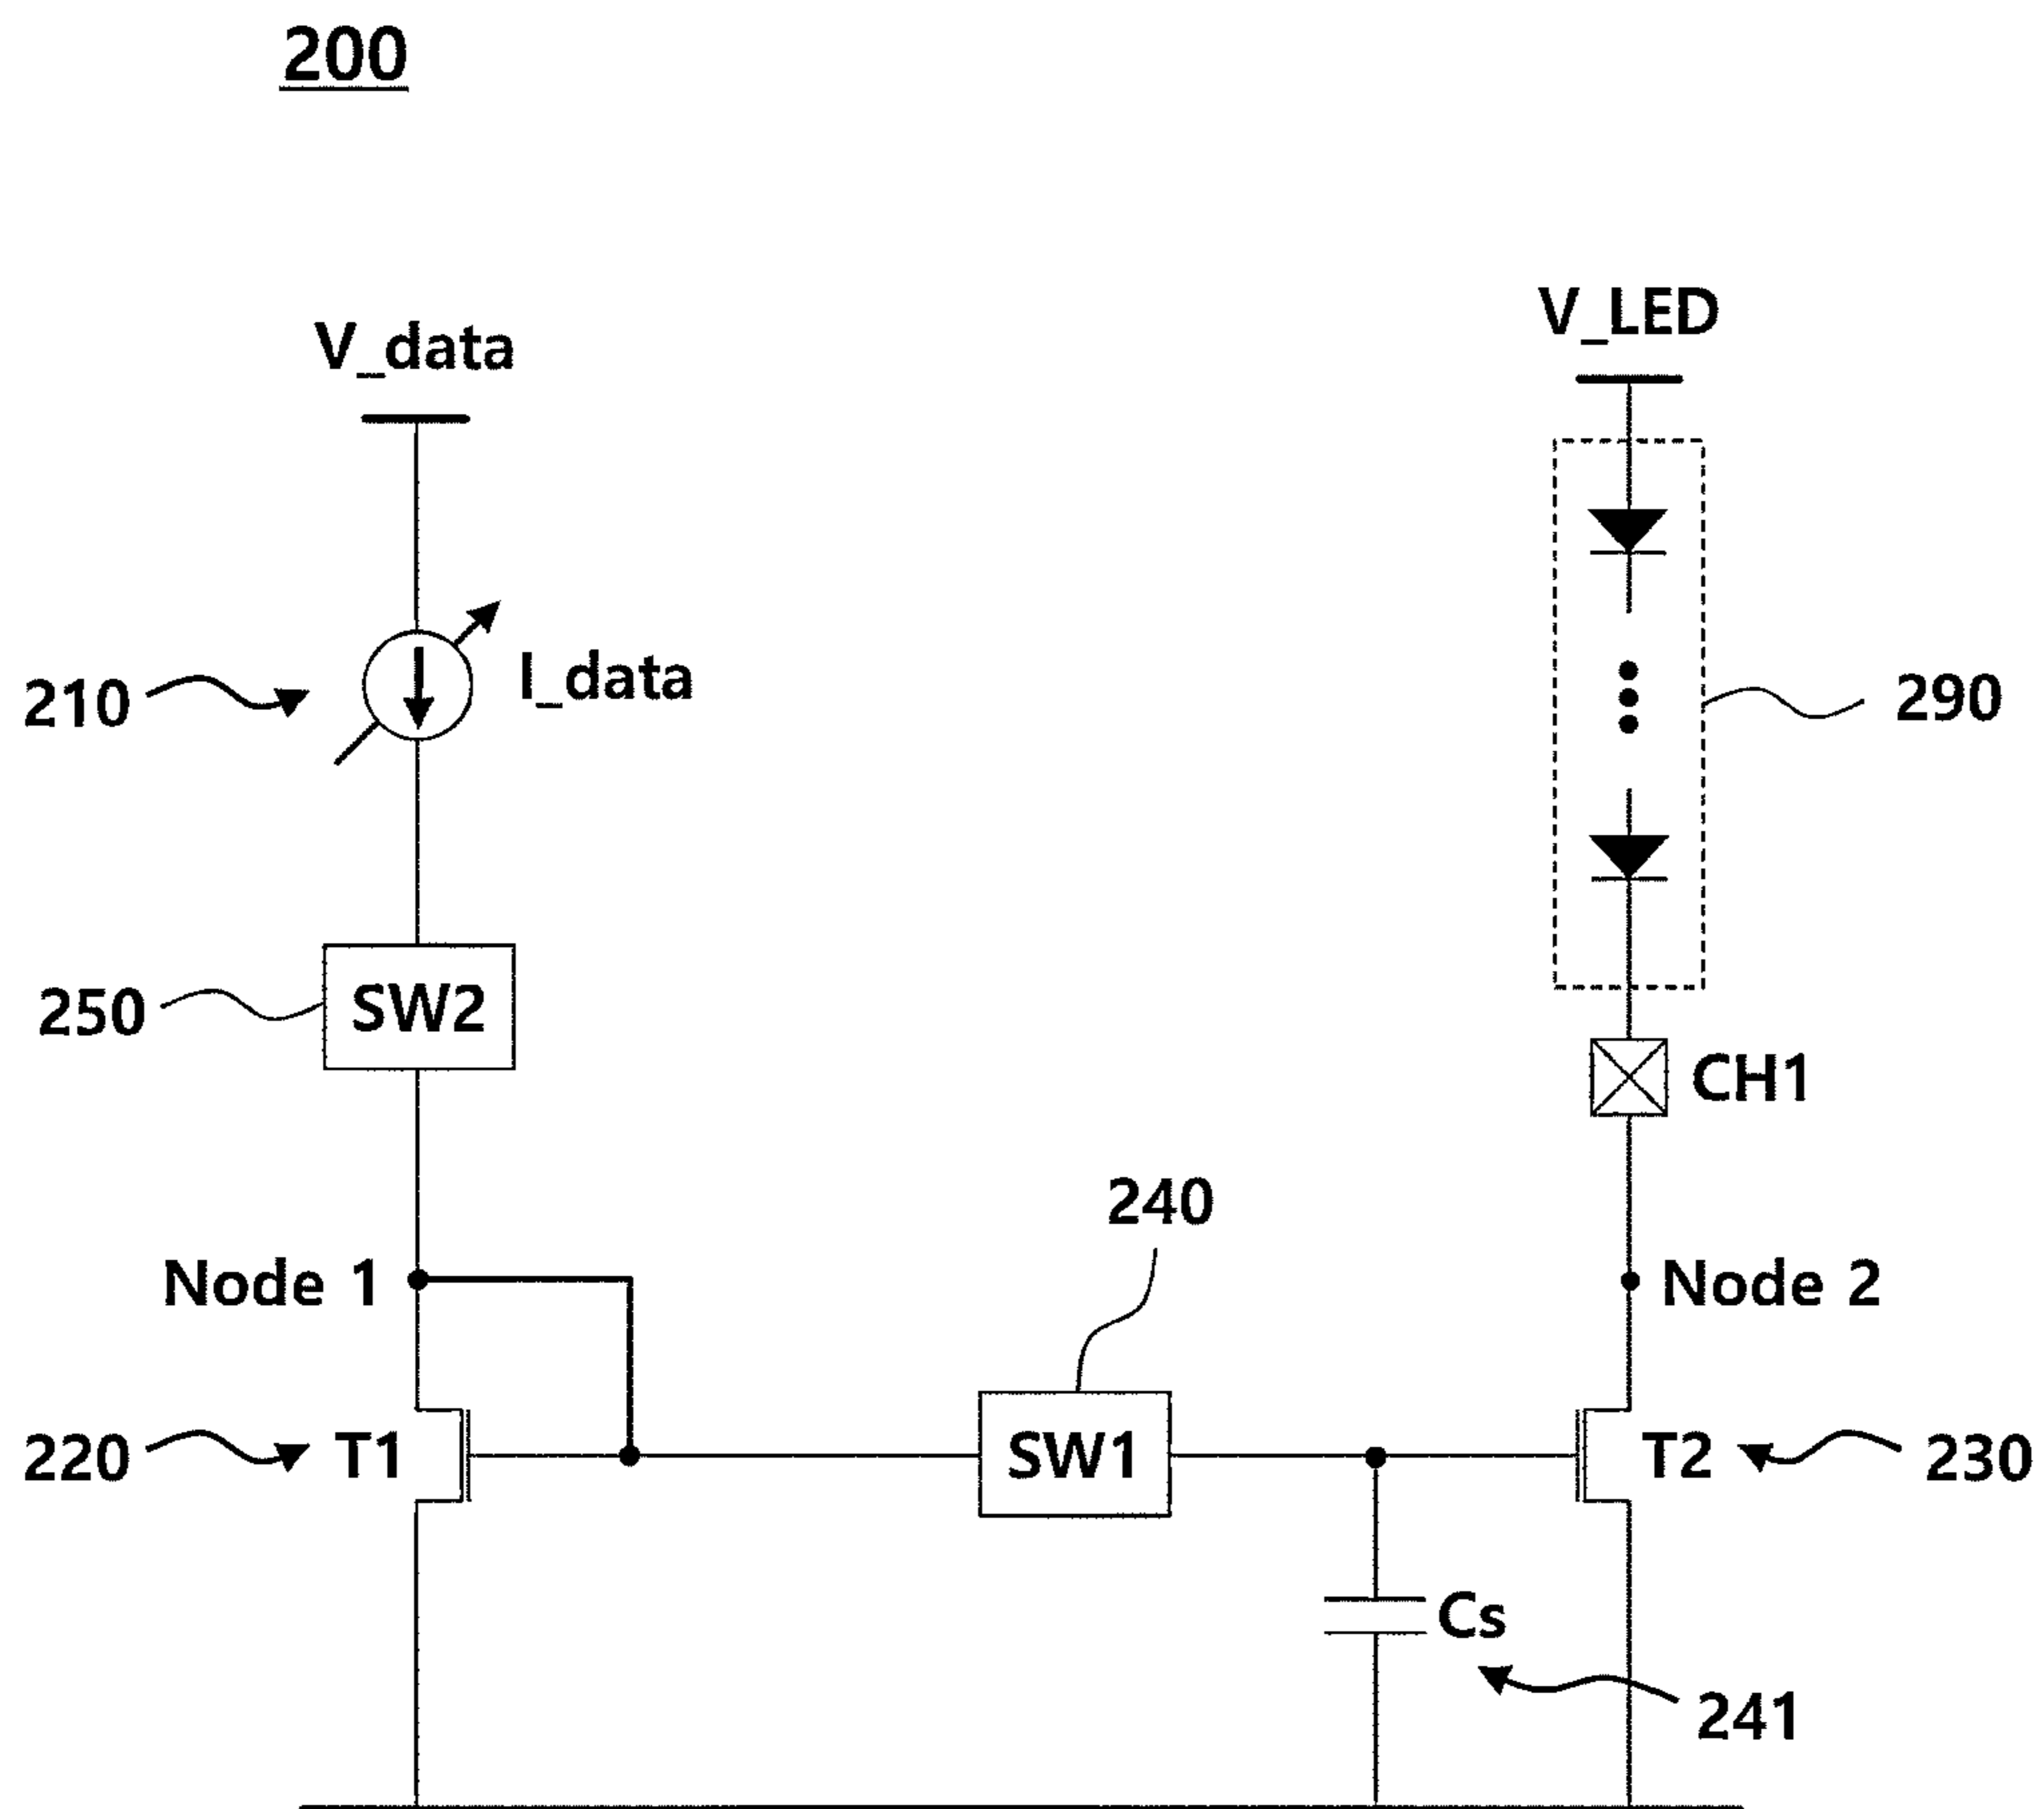 200
V_data
V_LED
210
I_data
290
250
SW2
CH1
240
Node 1
Node 2
220
T1
SW1
T2
230
Cs
241